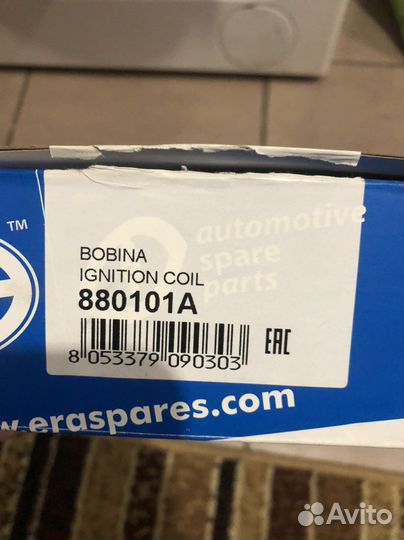 ™
automotive
spare
parts
BOBINA
IGNITION COIL
880101A
8 053379 090303
EAC
w.eraspares.com
Avito